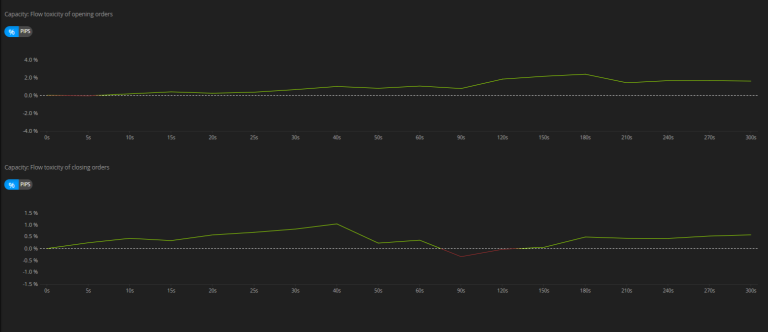 Capacity: Flow toxicity of opening orders
% PIPS
4.0 %
2.0 %
0.0 %
-2.0 %
-4.0 %
0s 5s 10s 15s 20s 25s 30s 40s 50s 60s 90s 120s 150s 180s 210s 240s 270s 300s
Capacity: Flow toxicity of closing orders
% PIPS
1.5 %
1.0 %
0.5 %
0.0 %
-0.5 %
-1.0 %
-1.5 %
0s 5s 10s 15s 20s 25s 30s 40s 50s 60s 90s 120s 150s 180s 210s 240s 270s 300s